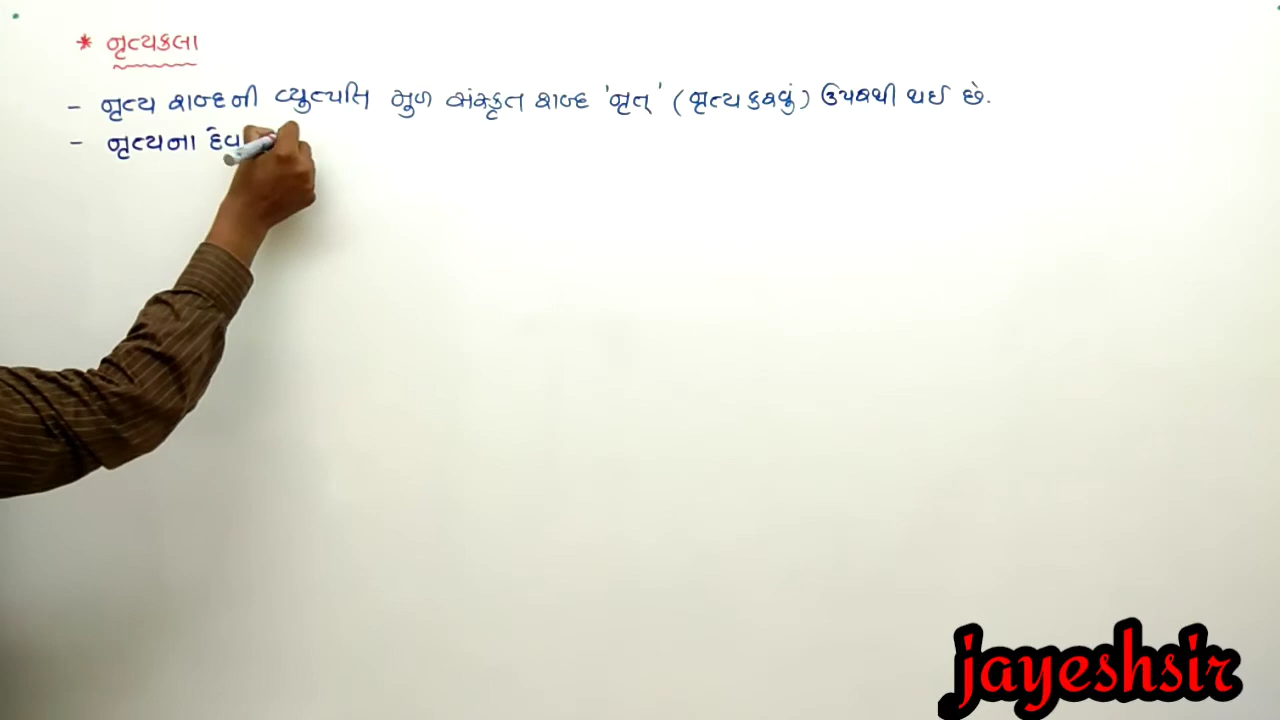 * નૃત્યકલા
- નૃત્ય શબ્દની વ્યુત્પતિ મુળ સંસ્કૃત શબ્દ 'નૃત્' (નૃત્ય કરવું) ઉપરથી થઈ છે.
- નૃત્યના દેવ
jayeshsir